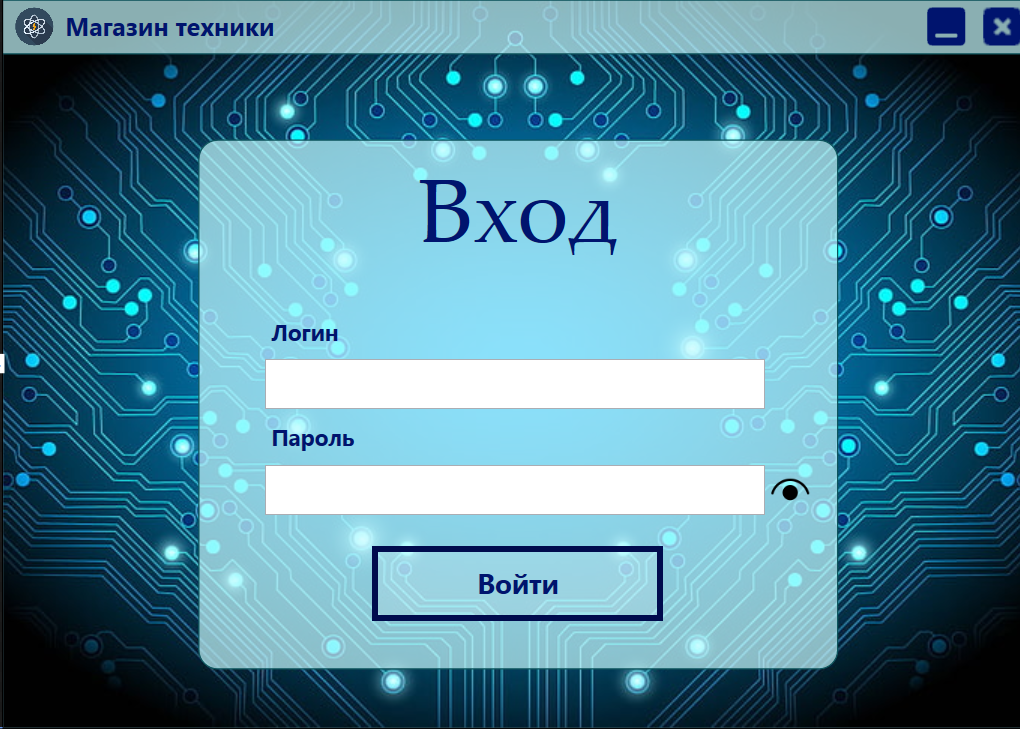 Магазин техники
Вход
Логин
Пароль
Войти